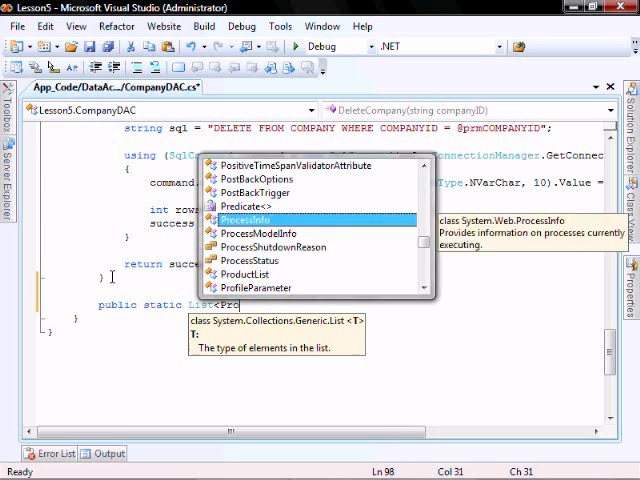 Lesson5 - Microsoft Visual Studio (Administrator)
File Edit View Refactor Website Build Debug Tools Window Help
Debug .NET
App_Code/DataAc.../CompanyDAC.cs*
Lesson5.CompanyDAC DeleteCompany(string companyID)
string sql = "DELETE FROM COMPANY WHERE COMPANYID = @prmCOMPANYID";
using (SqlCo onnectionManager.GetConnec
{
command. Type.NVarChar, 10).Value =
int rows
success
}
return succe
}
public static List<Pro
}
}
PositiveTimeSpanValidatorAttribute
PostBackOptions
PostBackTrigger
Predicate<>
ProcessInfo
ProcessModelInfo
ProcessShutdownReason
ProcessStatus
ProductList
ProfileParameter
class System.Web.ProcessInfo
Provides information on processes currently
executing.
class System.Collections.Generic.List <T>
T:
The type of elements in the list.
Toolbox
Server Explorer
Solution Explorer
Class View
Properties
Error List Output
Ready Ln 98 Col 31 Ch 31